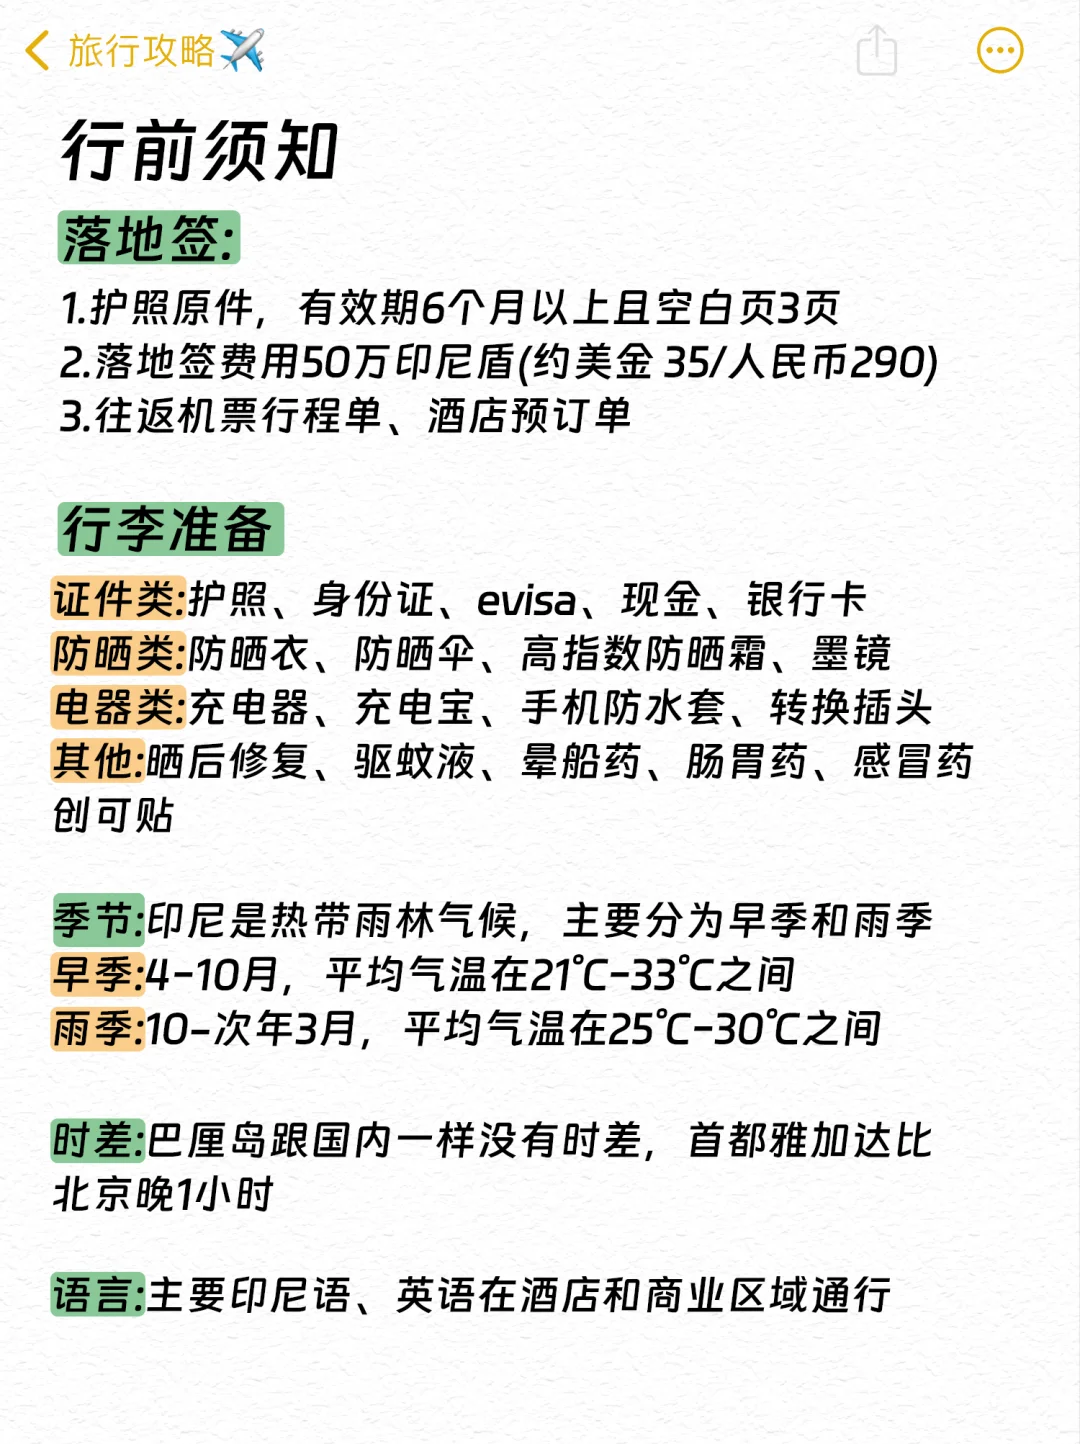 旅行攻略✈️
行前须知
落地签:
1.护照原件，有效期6个月以上且空白页3页
2.落地签费用50万印尼盾(约美金35/人民币290)
3.往返机票行程单、酒店预订单
行李准备
证件类:护照、身份证、evisa、现金、银行卡
防晒类:防晒衣、防晒伞、高指数防晒霜、墨镜
电器类:充电器、充电宝、手机防水套、转换插头
其他:晒后修复、驱蚊液、晕船药、肠胃药、感冒药
创可贴
季节:印尼是热带雨林气候，主要分为早季和雨季
早季:4-10月，平均气温在21℃-33℃之间
雨季:10-次年3月，平均气温在25℃-30℃之间
时差:巴厘岛跟国内一样没有时差，首都雅加达比
北京晚1小时
语言:主要印尼语、英语在酒店和商业区域通行